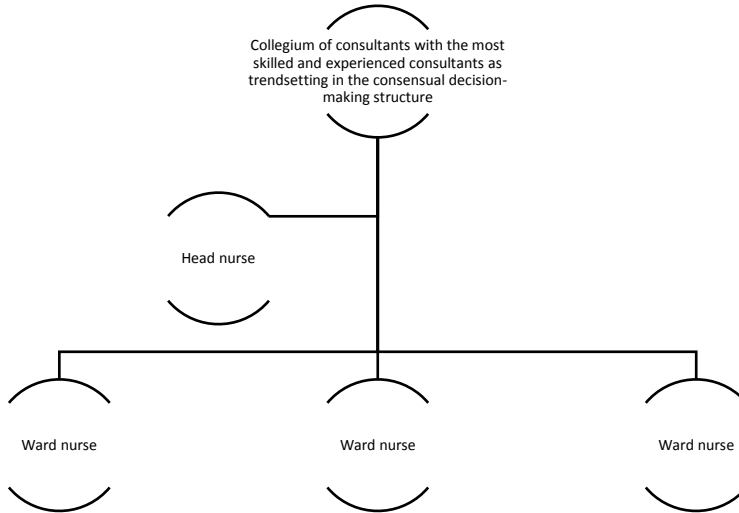 Collegium of consultants with the most
skilled and experienced consultants as
trendsetting in the consensual decision-
making structure
Head nurse
Ward nurse
Ward nurse
Ward nurse